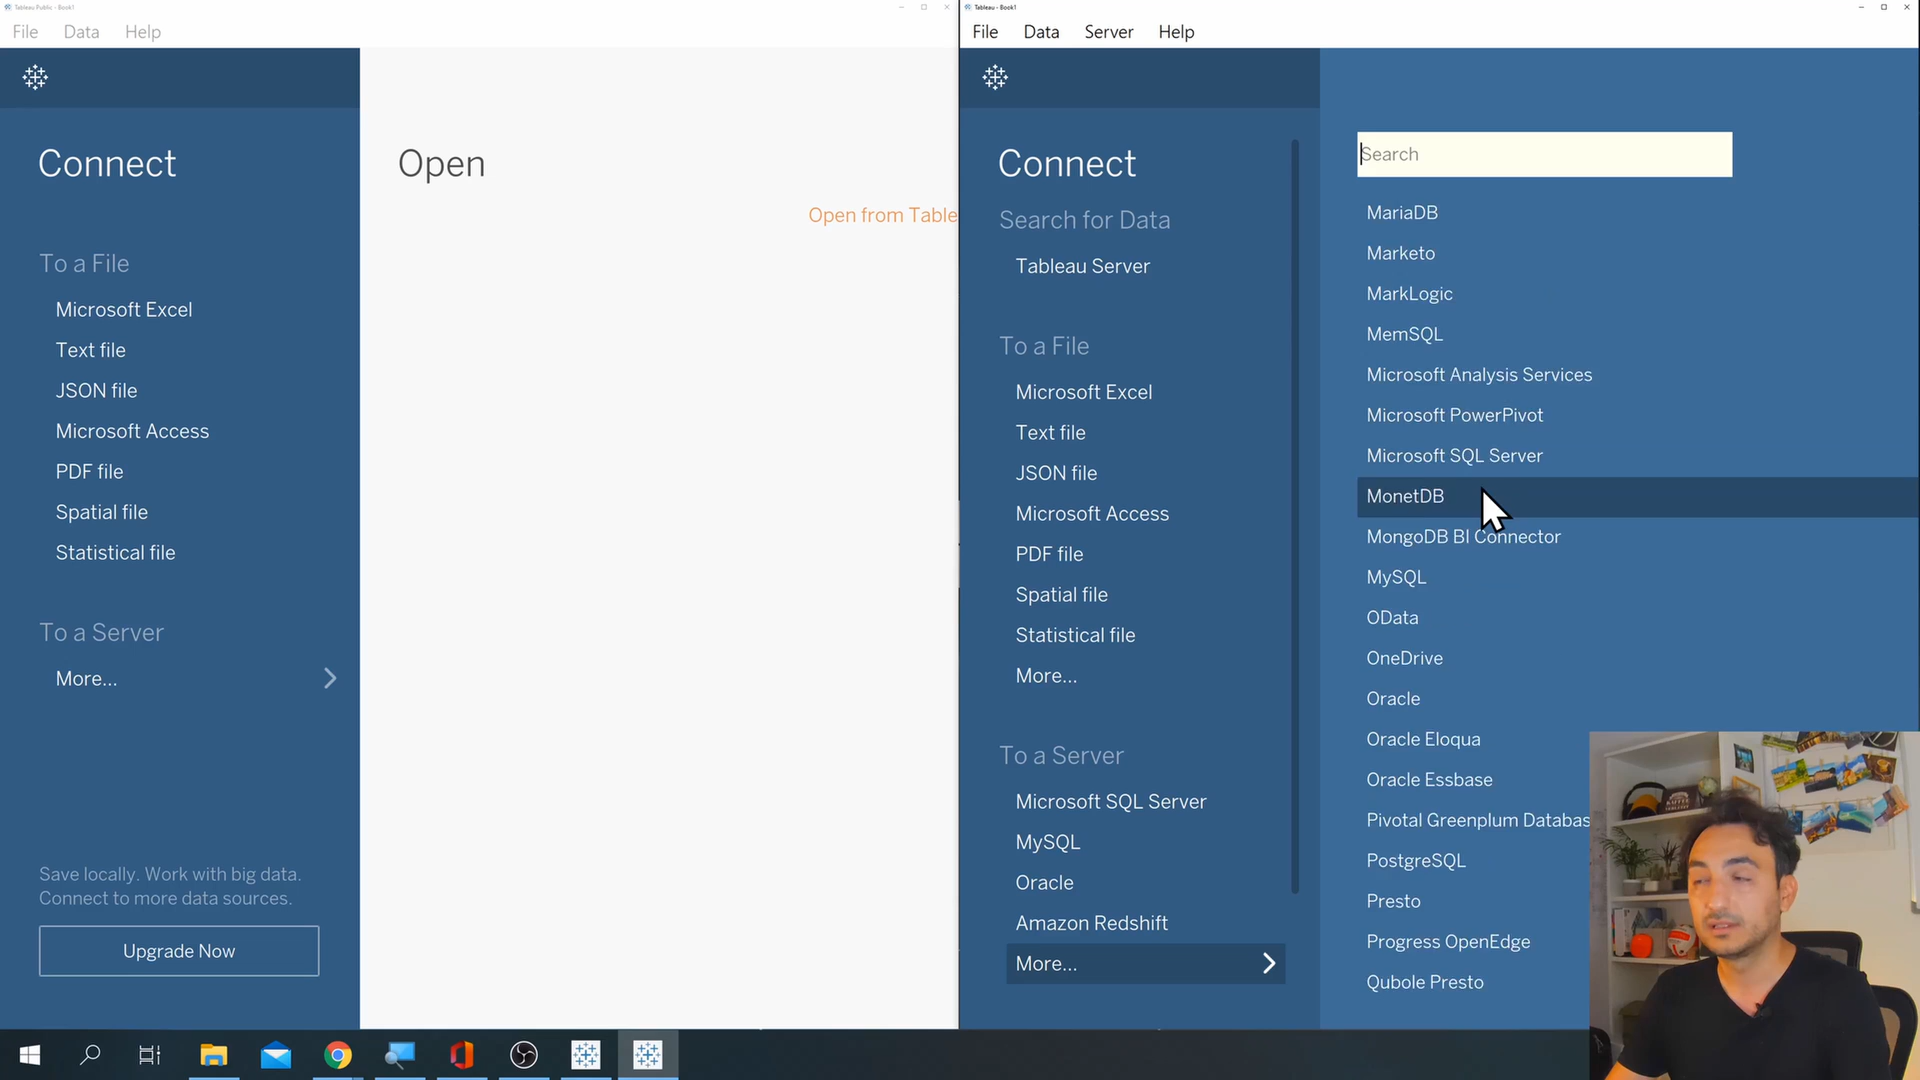 Tableau Public - Book1
File Data Help
Connect
To a File
Microsoft Excel
Text file
JSON file
Microsoft Access
PDF file
Spatial file
Statistical file
To a Server
More...
Save locally. Work with big data.
Connect to more data sources.
Upgrade Now
Open
Open from Table
Tableau - Book1
File Data Server Help
Connect
Search for Data
Tableau Server
To a File
Microsoft Excel
Text file
JSON file
Microsoft Access
PDF file
Spatial file
Statistical file
More...
To a Server
Microsoft SQL Server
MySQL
Oracle
Amazon Redshift
More...
Search
MariaDB
Marketo
MarkLogic
MemSQL
Microsoft Analysis Services
Microsoft PowerPivot
Microsoft SQL Server
MonetDB
MongoDB BI Connector
MySQL
OData
OneDrive
Oracle
Oracle Eloqua
Oracle Essbase
Pivotal Greenplum Databas
PostgreSQL
Presto
Progress OpenEdge
Qubole Presto